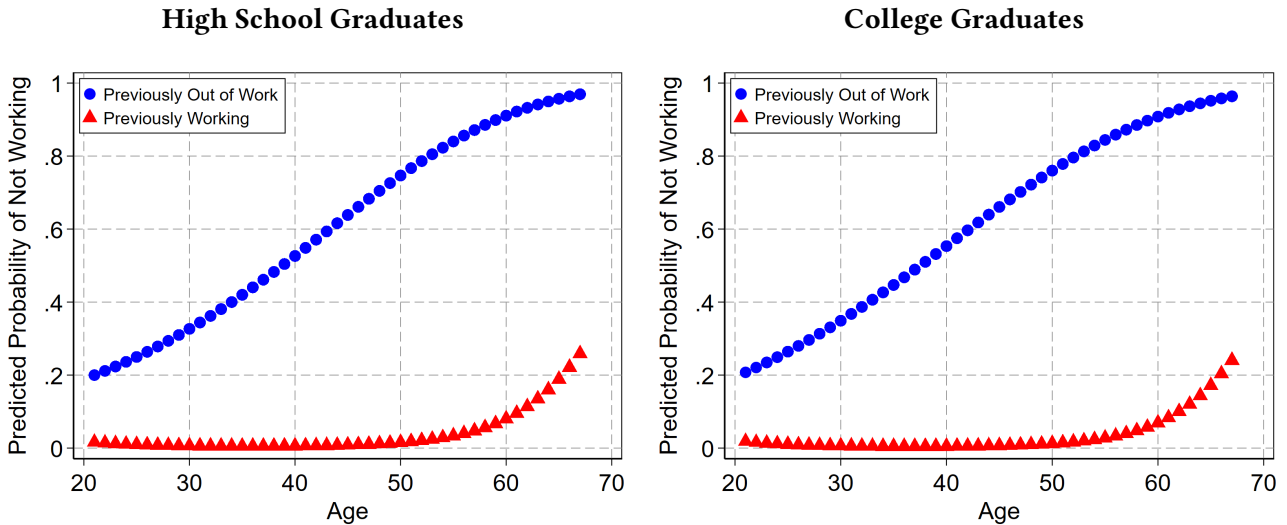 High School Graduates
Predicted Probability of Not Working
1
.8
.6
.4
.2
0
Previously Out of Work
Previously Working
20 30 40 50 60 70
Age
College Graduates
Predicted Probability of Not Working
1
.8
.6
.4
.2
0
Previously Out of Work
Previously Working
20 30 40 50 60 70
Age